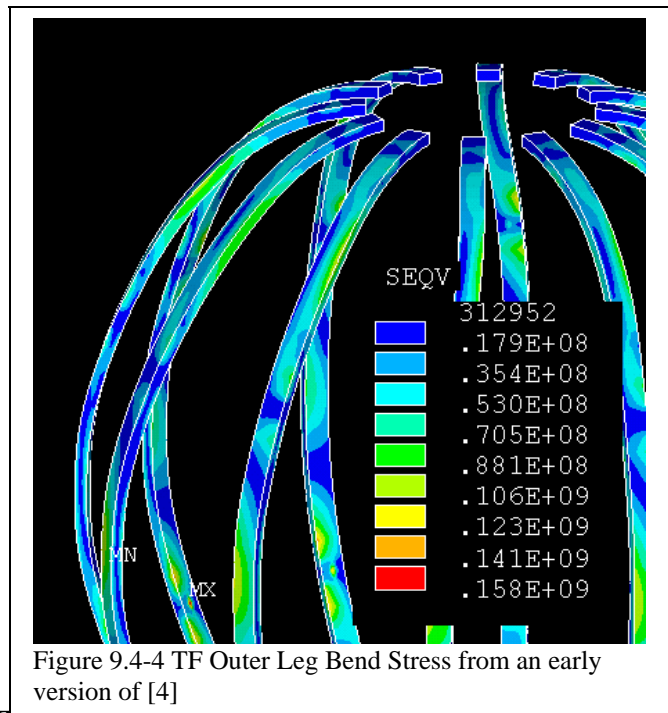 SEQV
312952
.179E+08
.354E+08
.530E+08
.705E+08
.881E+08
.106E+09
.123E+09
.141E+09
.158E+09
MN
MX
Figure 9.4-4 TF Outer Leg Bend Stress from an early
version of [4]